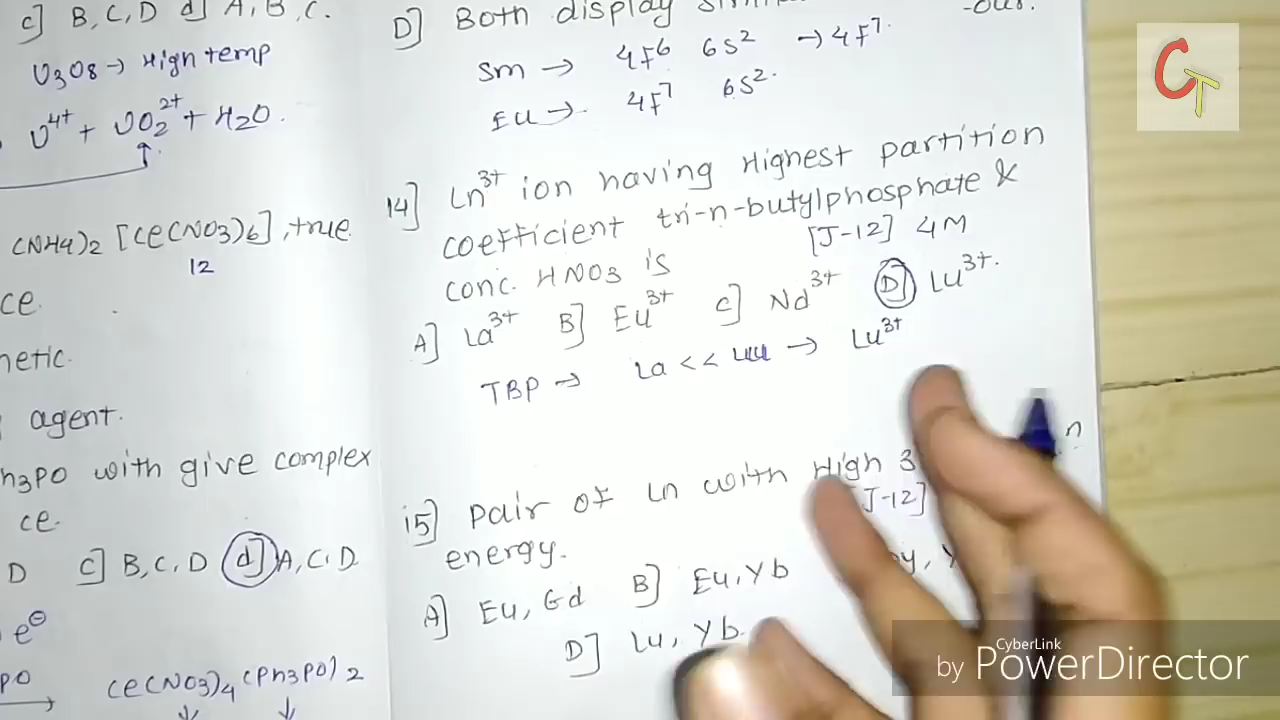 c] B, C, D d] A, B, C.
U3O8 → High temp
U4+ + UO2 2+ + H2O.
(NH4)2 [Ce(NO3)6], true
12
ce.
netic.
agent.
h3PO with give complex
ce.
D c] B, C, D d] A, C, D.
e⊖
PO
Ce(NO3)4 (Ph3PO)2
D] Both display
-our.
Sm → 4f6 6s2 → 4f7.
Eu → 4f7 6s2.
14] Ln3+ ion having Highest partition
coefficient tri-n-butylphosphate &
conc. HNO3 is [J-12] 4M
A] La3+ B] Eu3+ C] Nd3+ D] Lu3+.
TBP → La << Lu → Lu3+
15] pair of Ln with High 3 n
energy. J-12]
A] Eu, Gd B] Eu, Yb y, Y
D] Lu, Yb.
CT
CyberLink
by PowerDirector